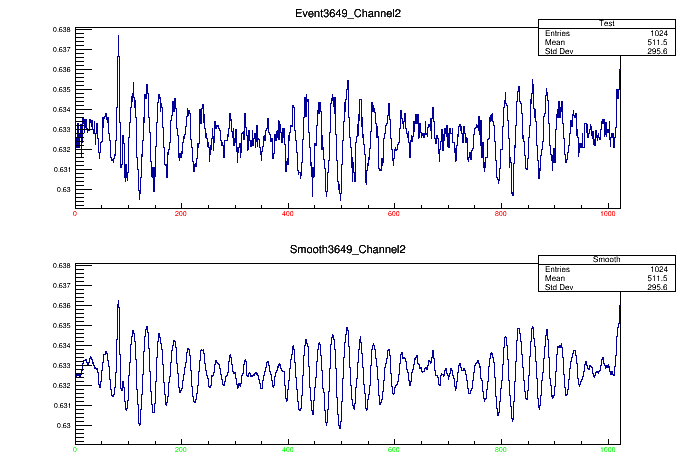 Event3649_Channel2
Test
Entries 1024
Mean 511.5
Std Dev 295.6
0.638
0.637
0.636
0.635
0.634
0.633
0.632
0.631
0.63
0 200 400 600 800 1000
Smooth3649_Channel2
Smooth
Entries 1024
Mean 511.5
Std Dev 295.6
0.638
0.637
0.636
0.635
0.634
0.633
0.632
0.631
0.63
0 200 400 600 800 1000